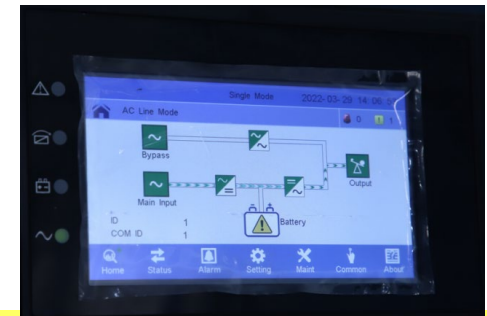 Single Mode 2022-03-29 14:06
AC Line Mode 0 1
Bypass
Output
Main Input
Battery
ID 1
COM ID 1
Home Status Alarm Setting Maint Common About